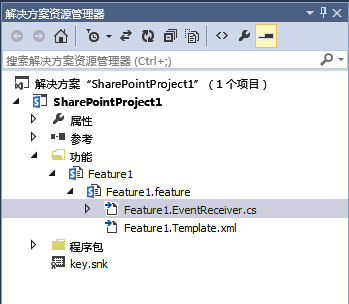 解决方案资源管理器
搜索解决方案资源管理器 (Ctrl+;)
解决方案 “SharePointProject1” (1 个项目)
SharePointProject1
属性
参考
功能
Feature1
Feature1.feature
Feature1.EventReceiver.cs
Feature1.Template.xml
程序包
key.snk